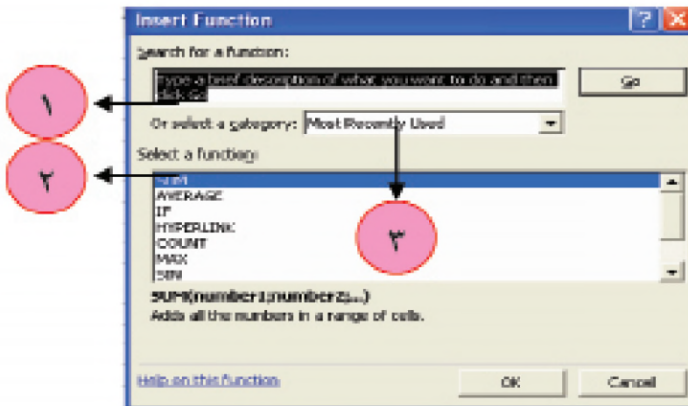 Insert Function
Search for a function:
Type a brief description of what you want to do and then
click Go
Go
١
Or select a category: Most Recently Used
Select a function:
٢
SUM
AVERAGE
IF
HYPERLINK
COUNT
MAX
SIN
٣
SUM(number1;number2;...)
Adds all the numbers in a range of cells.
Help on this function
OK
Cancel